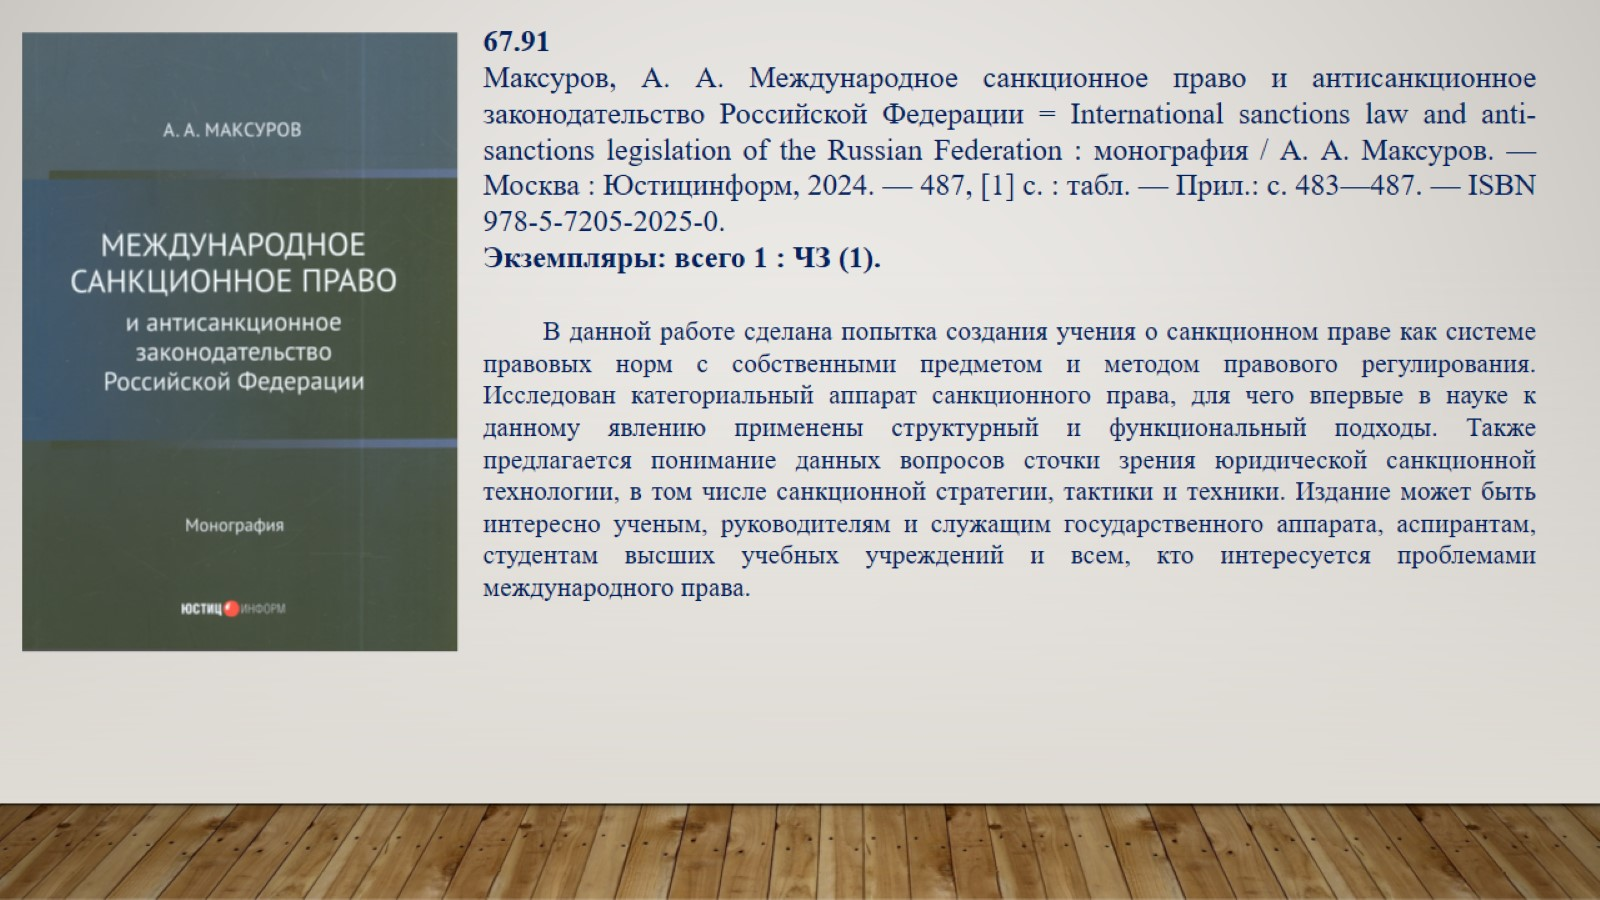 А. А. МАКСУРОВ
МЕЖДУНАРОДНОЕ
САНКЦИОННОЕ ПРАВО
и антисанкционное
законодательство
Российской Федерации
Монография
ЮСТИЦИНФОРМ
67.91
Максуров, А. А. Международное санкционное право и антисанкционное
законодательство Российской Федерации = International sanctions law and anti-
sanctions legislation of the Russian Federation : монография / А. А. Максуров. —
Москва : Юстицинформ, 2024. — 487, [1] с. : табл. — Прил.: с. 483—487. — ISBN
978-5-7205-2025-0.
Экземпляры: всего 1 : ЧЗ (1).
В данной работе сделана попытка создания учения о санкционном праве как системе
правовых норм с собственными предметом и методом правового регулирования.
Исследован категориальный аппарат санкционного права, для чего впервые в науке к
данному явлению применены структурный и функциональный подходы. Также
предлагается понимание данных вопросов сточки зрения юридической санкционной
технологии, в том числе санкционной стратегии, тактики и техники. Издание может быть
интересно ученым, руководителям и служащим государственного аппарата, аспирантам,
студентам высших учебных учреждений и всем, кто интересуется проблемами
международного права.